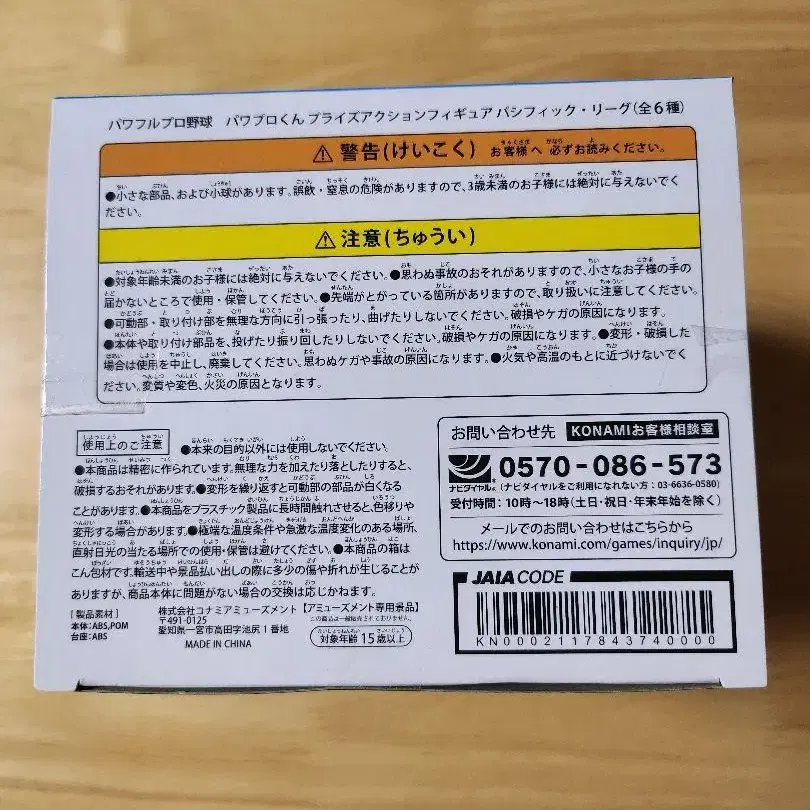 パワフルプロ野球 パワプロくん プライズアクションフィギュア パシフィック・リーグ(全6種)
⚠警告(けいこく) お客様へ 必ずお読みください。
●小さな部品、および小球があります。誤飲・窒息の危険がありますので、3歳未満のお子様には絶対に与えないでく
ださい。
⚠注意(ちゅうい)
●対象年齢未満のお子様には絶対に与えないでください。●思わぬ事故のおそれがありますので、小さなお子様の手の
届かないところで使用・保管してください。●先端がとがっている箇所がありますので、取り扱いに注意してください。
●可動部・取り付け部を無理な方向に引っ張ったり、曲げたりしないでください。破損やケガの原因になります。
●本体や取り付け部品を、投げたり振り回したりしないでください。破損やケガの原因になります。●変形・破損した
場合は使用を中止し、廃棄してください。思わぬケガや事故の原因になります。●火気や高温のもとに近づけないでく
ださい。変質や変色、火災の原因となります。
使用上のご注意 ●本来の目的以外には使用しないでください。
●本商品は精密に作られています。無理な力を加えたり落としたりすると、
破損するおそれがあります。●変形を繰り返すと可動部の部品が白くなる
ことがあります。●本商品をプラスチック製品に長時間触れさせると、色移りや
変形する場合があります。●極端な温度条件や急激な温度変化のある場所、
直射日光の当たる場所での使用・保管は避けてください。●本商品の箱は
こん包材です。輸送中や景品払い出しの際に多少の傷や折れが生じることが
ありますが、商品本体に問題がない場合の交換は応じかねます。
[製品素材]
本体:ABS,POM
台座:ABS
株式会社コナミアミューズメント
〒491-0125
愛知県一宮市高田字池尻1番地
MADE IN CHINA
【アミューズメント専用景品】
この商品は一般販売されておりません。
対象年齢15歳以上
お問い合わせ先 KONAMIお客様相談室
ナビダイヤル 0570-086-573
(ナビダイヤルをご利用になれない方:03-6636-0580)
受付時間:10時〜18時(土日・祝日・年末年始を除く)
メールでのお問い合わせはこちらから
https://www.konami.com/games/inquiry/jp/
JAIA CODE
KN00021178437​40000